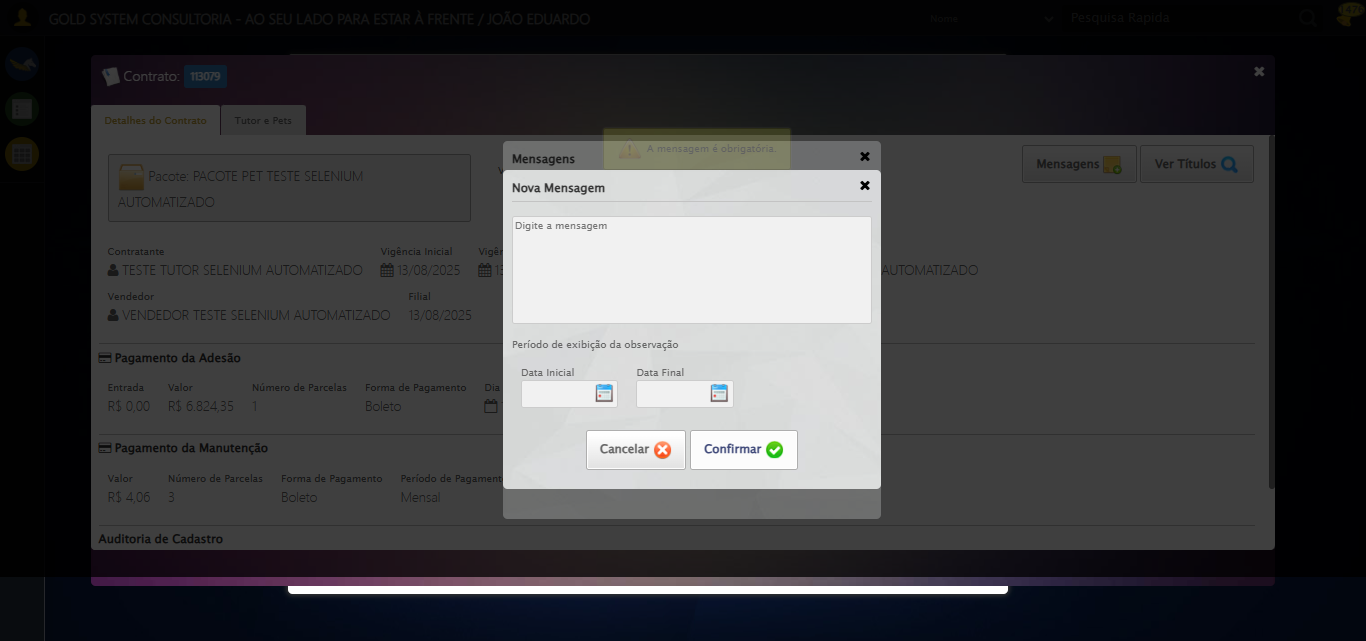 GOLD SYSTEM CONSULTORIA - AO SEU LADO PARA ESTAR À FRENTE / JOÃO EDUARDO
Nome
Pesquisa Rapida
Contrato: 113079
Detalhes do Contrato
Tutor e Pets
A mensagem é obrigatória.
Mensagens
Nova Mensagem
Digite a mensagem
Período de exibição da observação
Data Inicial
Data Final
Cancelar
Confirmar
Mensagens
Ver Títulos
Pacote: PACOTE PET TESTE SELENIUM
AUTOMATIZADO
Contratante
Vigência Inicial
TESTE TUTOR SELENIUM AUTOMATIZADO
13/08/2025
AUTOMATIZADO
Vendedor
Filial
VENDEDOR TESTE SELENIUM AUTOMATIZADO
13/08/2025
Pagamento da Adesão
Entrada
Valor
Número de Parcelas
Forma de Pagamento
Dia
R$ 0,00
R$ 6.824,35
1
Boleto
Pagamento da Manutenção
Valor
Número de Parcelas
Forma de Pagamento
Período de Pagamento
R$ 4,06
3
Boleto
Mensal
Auditoria de Cadastro